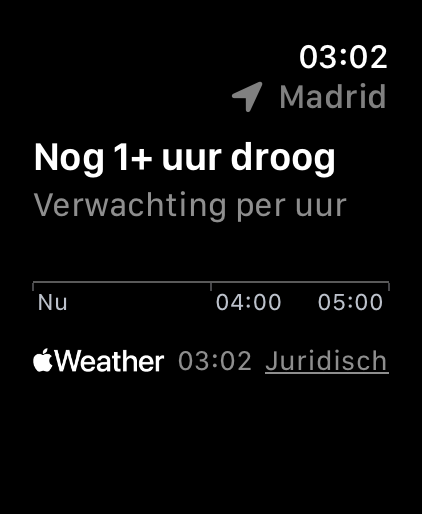 03:02
Madrid
Nog 1+ uur droog
Verwachting per uur
Nu 04:00 05:00
Weather 03:02 Juridisch